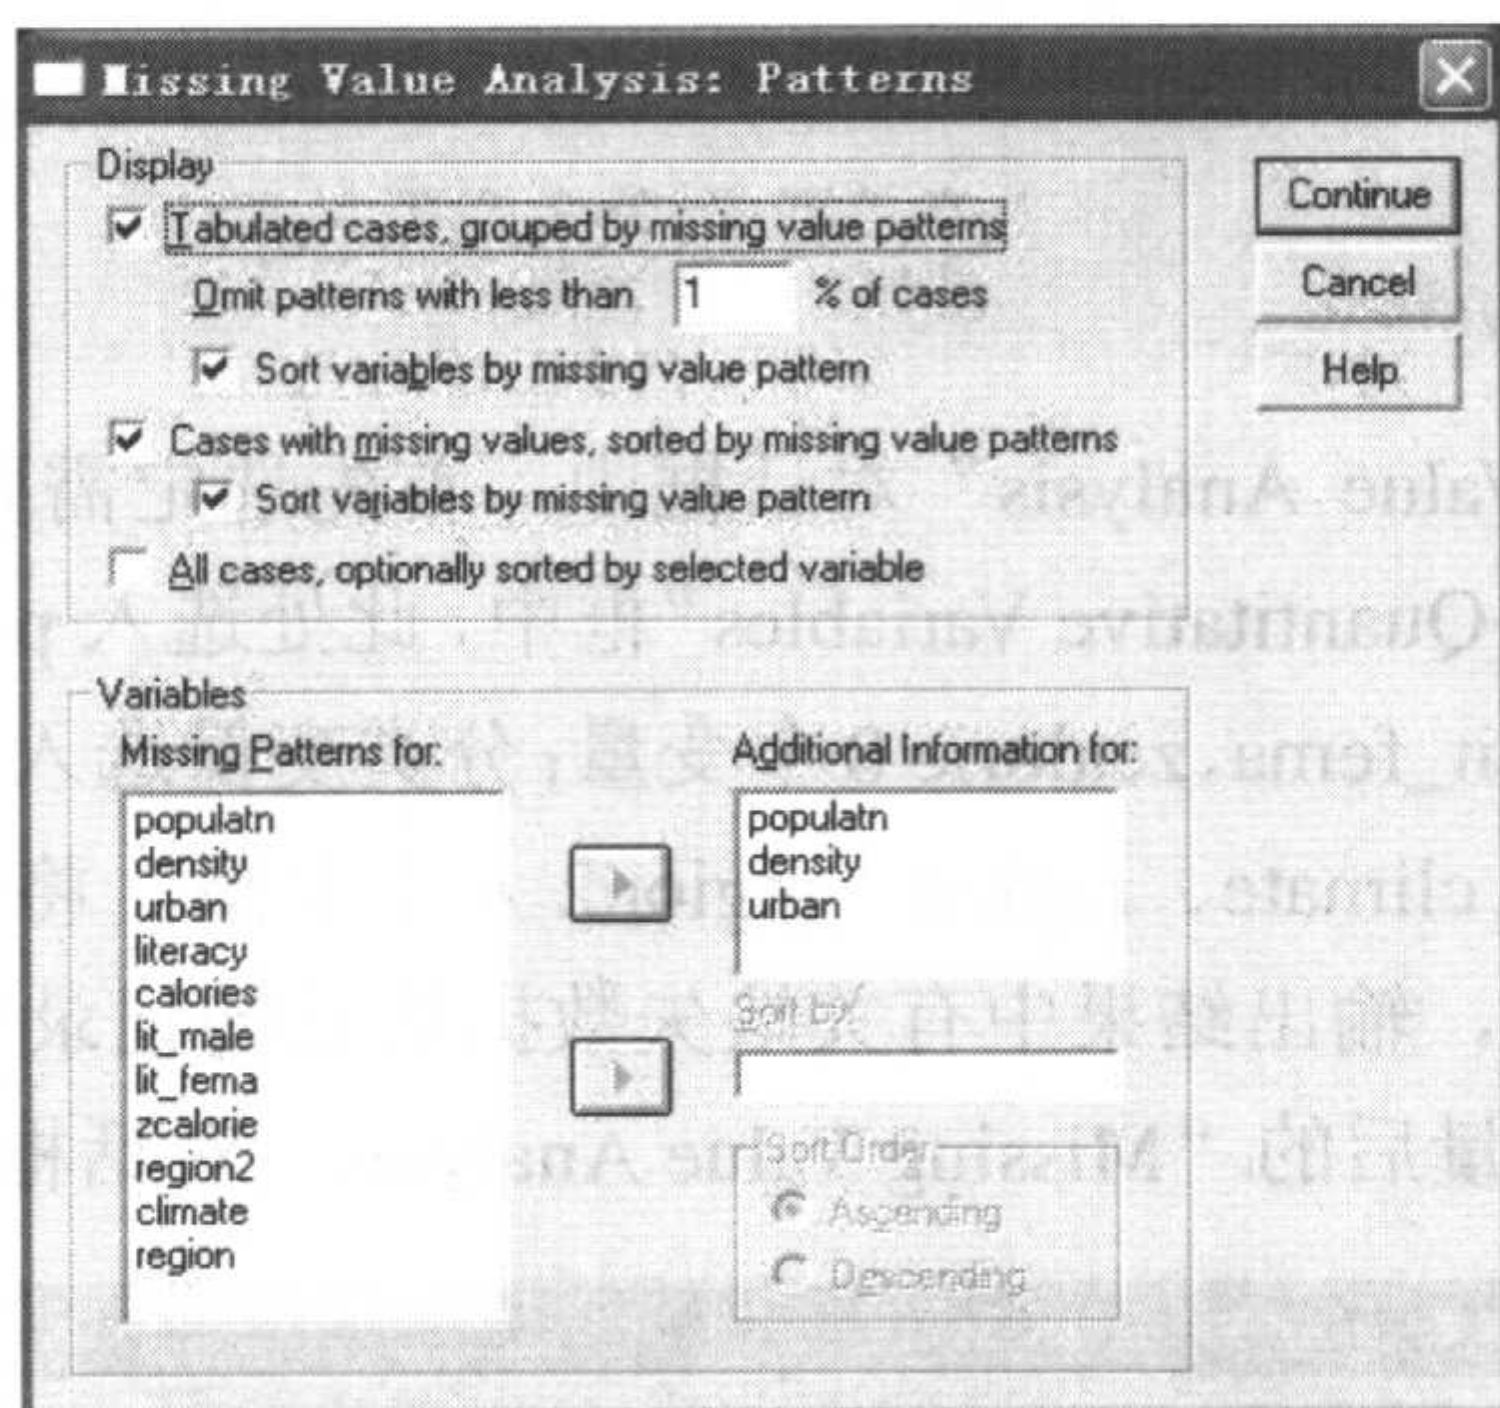 Missing Value Analysis: Patterns
Display
Tabulated cases, grouped by missing value patterns
Omit patterns with less than 1 % of cases
Sort variables by missing value pattern
Cases with missing values, sorted by missing value patterns
Sort variables by missing value pattern
All cases, optionally sorted by selected variable
Continue
Cancel
Help
Variables
Missing Patterns for:
populatn
density
urban
literacy
calories
lit_male
lit_fema
zcalorie
region2
climate
region
Additional Information for:
populatn
density
urban
Sort by:
Sort Order
Ascending
Descending